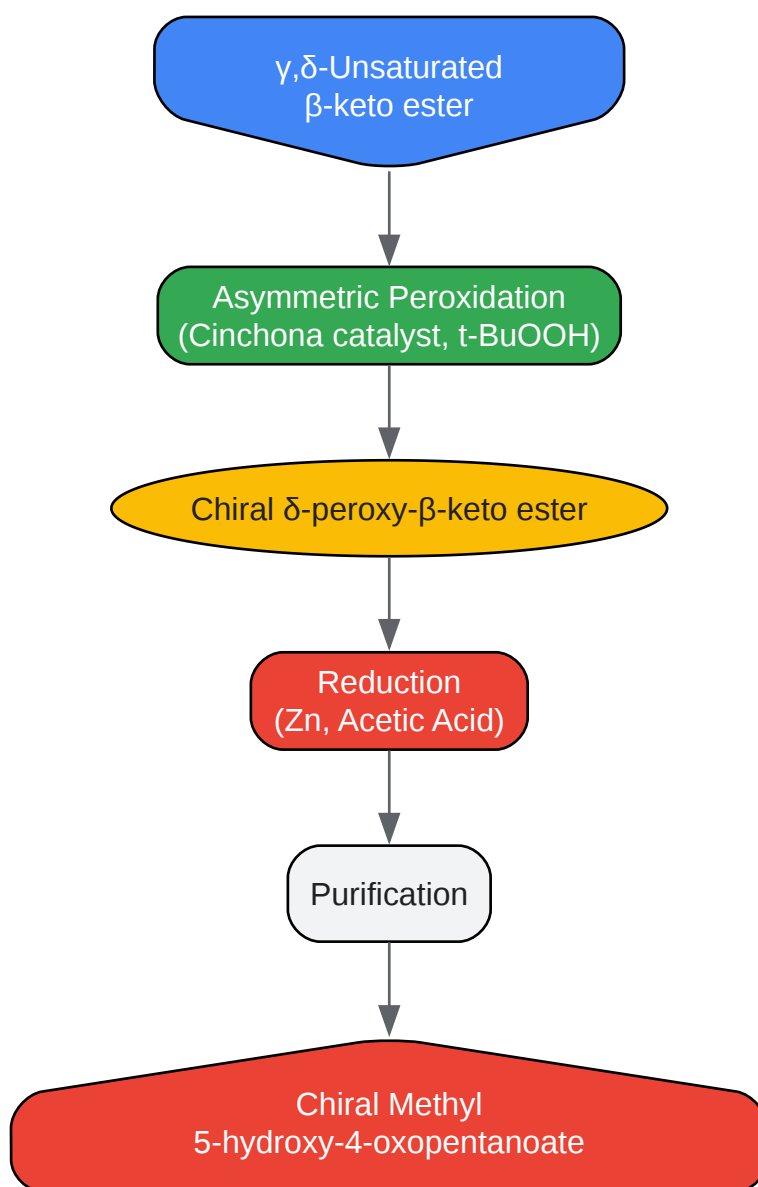 γ,δ-Unsaturated
β-keto ester
Asymmetric Peroxidation
(Cinchona catalyst, t-BuOOH)
Chiral δ-peroxy-β-keto ester
Reduction
(Zn, Acetic Acid)
Purification
Chiral Methyl
5-hydroxy-4-oxopentanoate